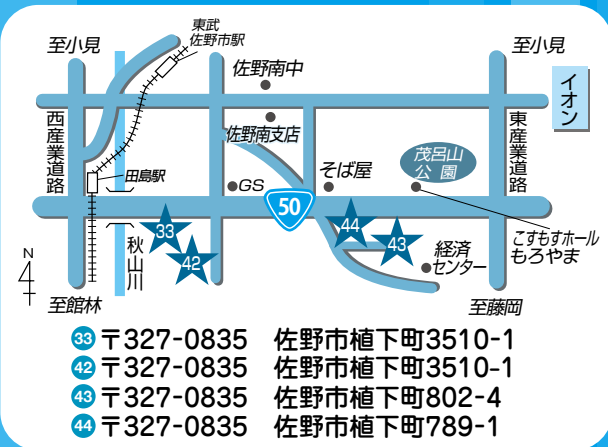 東武
佐野市駅
至小見
至小見
佐野南中
イオン
西産業道路
佐野南支店
東産業道路
田島駅
GS
そば屋
茂呂山
公園
50
33
44
43
42
秋山川
こすもすホール
もろやま
経済
センター
N
4
至館林
至藤岡
33 〒327-0835 佐野市植下町3510-1
42 〒327-0835 佐野市植下町3510-1
43 〒327-0835 佐野市植下町802-4
44 〒327-0835 佐野市植下町789-1